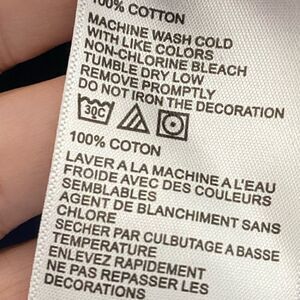 100% COTTON
MACHINE WASH COLD
WITH LIKE COLORS
NON-CHLORINE BLEACH
TUMBLE DRY LOW
REMOVE PROMPTLY
DO NOT IRON THE DECORATION
30C
100% COTON
LAVER A LA MACHINE A L'EAU
FROIDE AVEC DES COULEURS
SEMBLABLES
AGENT DE BLANCHIMENT SANS
CHLORE
SECHER PAR CULBUTAGE A BASSE
TEMPERATURE
ENLEVEZ RAPIDEMENT
NE PAS REPASSER LES
DECORATIONS